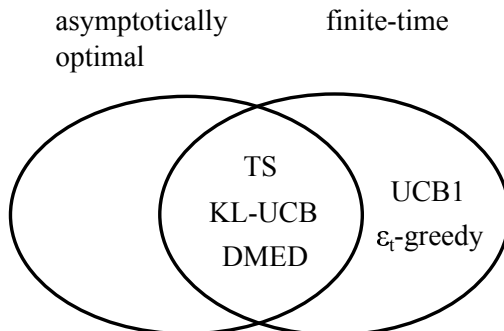 asymptotically
optimal
finite-time
TS
KL-UCB
DMED
UCB1
εt-greedy